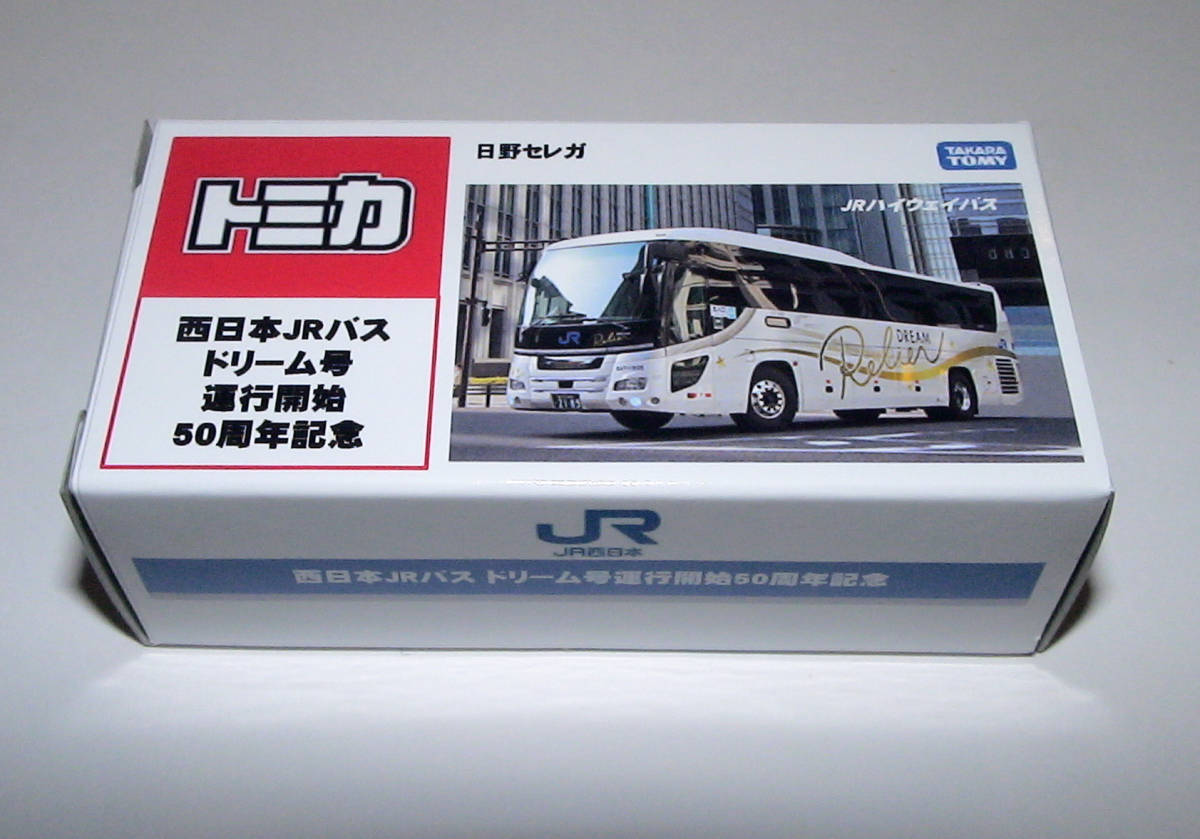 トミカ
西日本JRバス
ドリーム号
運行開始
50周年記念
日野セレガ
TAKARA
TOMY
JRハイウェイバス
JR
Relier
DREAM
Relier
JR
JR西日本
西日本JRバス ドリーム号運行開始50周年記念